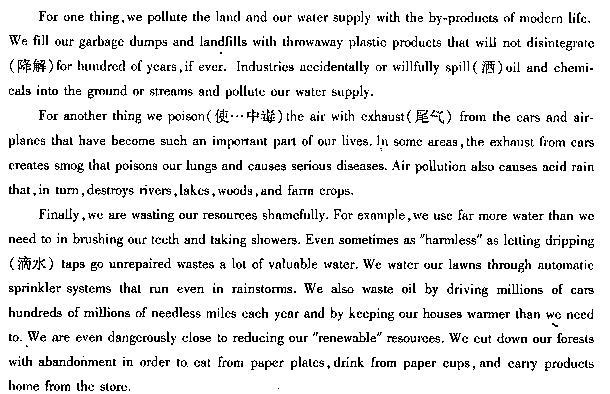 For one thing, we pollute the land and our water supply with the by-products of modern life.
We fill our garbage dumps and landfills with throwaway plastic products that will not disintegrate
(降解)for hundred of years, if ever. Industries accidentally or willfully spill(洒)oil and chemi-
cals into the ground or streams and pollute our water supply.
For another thing we poison(使…中毒)the air with exhaust(尾气) from the cars and air-
planes that have become such an important part of our lives. In some areas, the exhaust from cars
creates smog that poisons our lungs and causes serious diseases. Air pollution also causes acid rain
that, in turn, destroys rivers, lakes, woods, and farm crops.
Finally, we are wasting our resources shamefully. For example, we use far more water than we
need to in brushing our teeth and taking showers. Even sometimes as "harmless" as letting dripping
(滴水) taps go unrepaired wastes a lot of valuable water. We water our lawns through automatic
sprinkler systems that run even in rainstorms. We also waste oil by driving millions of cars
hundreds of millions of needless miles each year and by keeping our houses warmer than we need
to. We are even dangerously close to reducing our "renewable" resources. We cut down our forests
with abandonment in order to eat from paper plates, drink from paper cups, and carry products
home from the store.